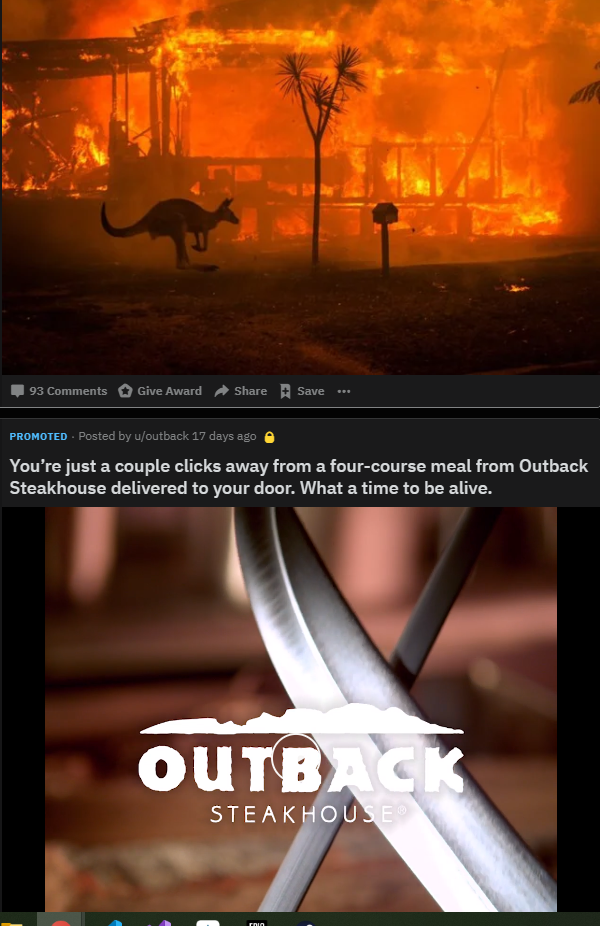 93 Comments Give Award Share Save
PROMOTED · Posted by u/outback 17 days ago
You’re just a couple clicks away from a four-course meal from Outback
Steakhouse delivered to your door. What a time to be alive.
OUTBACK
STEAKHOUSE®
EPIC